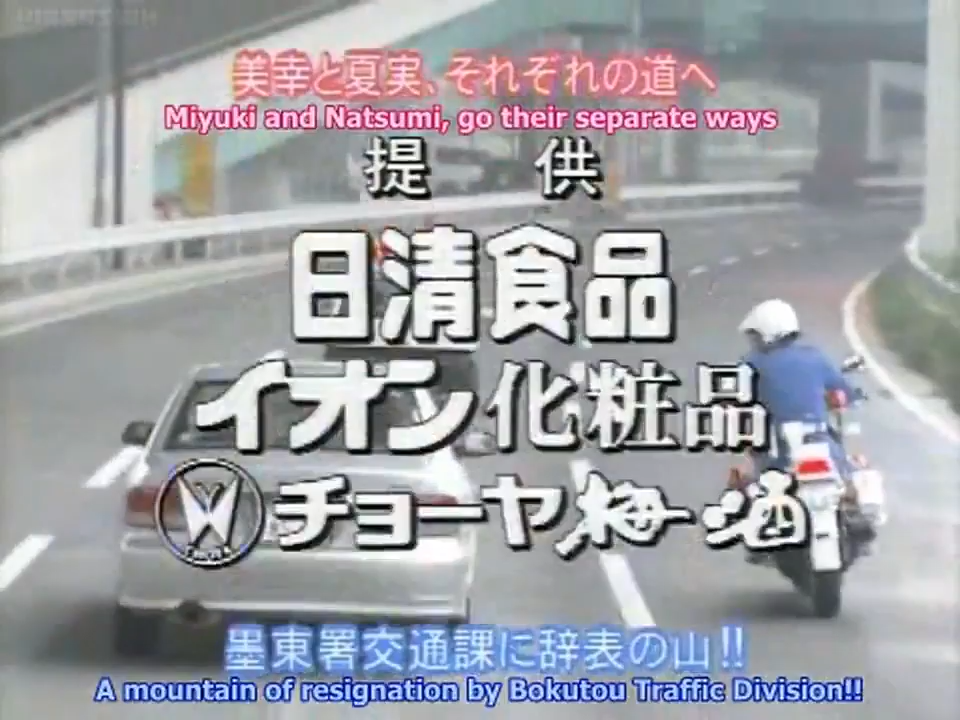 美幸と夏実、それぞれの道へ
Miyuki and Natsumi, go their separate ways
提 供
日清食品
イオン化粧品
チョーヤ梅酒
墨東署交通課に辞表の山!!
A mountain of resignation by Bokutou Traffic Division!!